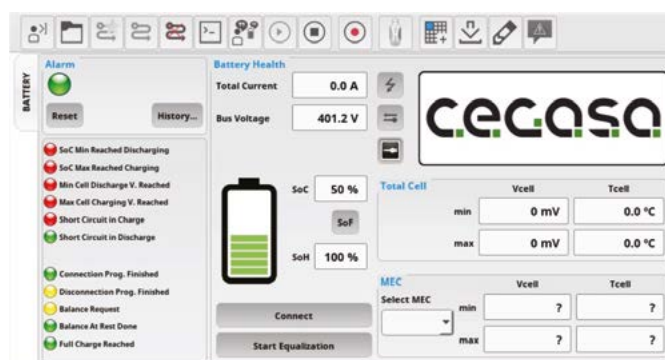 BATTERY
Alarm
Reset
History...
SoC Min Reached Discharging
SoC Max Reached Charging
Min Cell Discharge V. Reached
Max Cell Charging V. Reached
Short Circuit in Charge
Short Circuit in Discharge
Connection Prog. Finished
Disconnection Prog. Finished
Balance Request
Balance At Rest Done
Full Charge Reached
Battery Health
Total Current 0.0 A
Bus Voltage 401.2 V
SoC 50 %
SoF
SoH 100 %
Connect
Start Equalization
cegasa
Total Cell
Vcell Tcell
min 0 mV 0.0 °C
max 0 mV 0.0 °C
MEC
Vcell Tcell
Select MEC
min ? ?
max ? ?